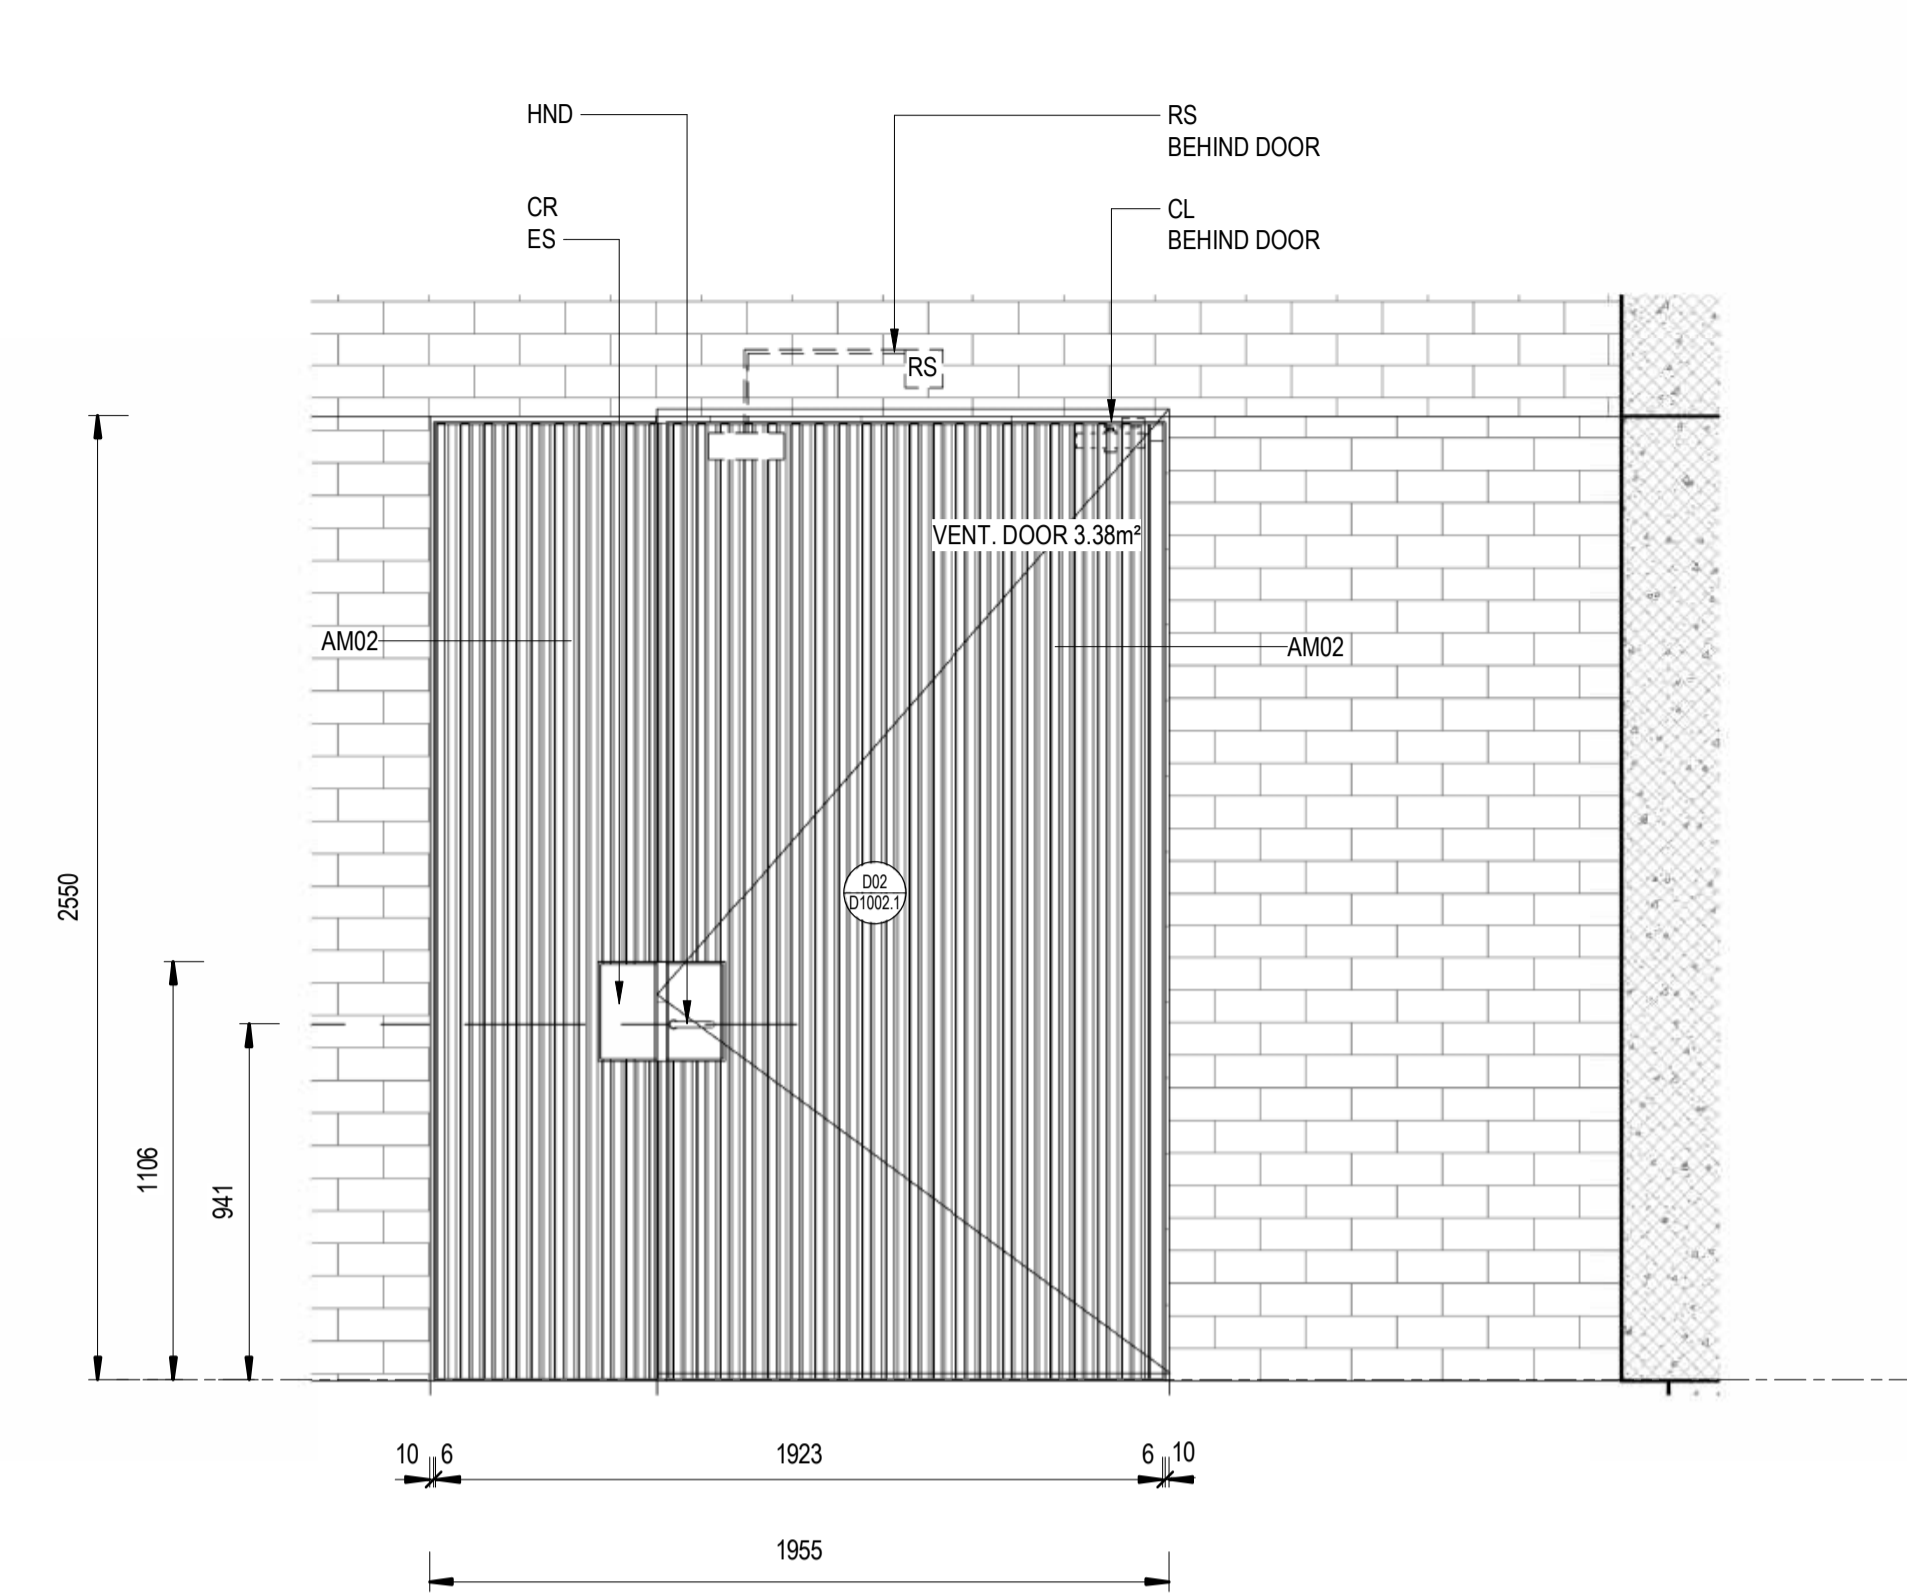 HND
RS
BEHIND DOOR
CR
ES
CL
BEHIND DOOR
RS
VENT. DOOR 3.38m²
AM02
AM02
D02
D1002.1
2550
1106
941
10 6 1923 6 10
1955